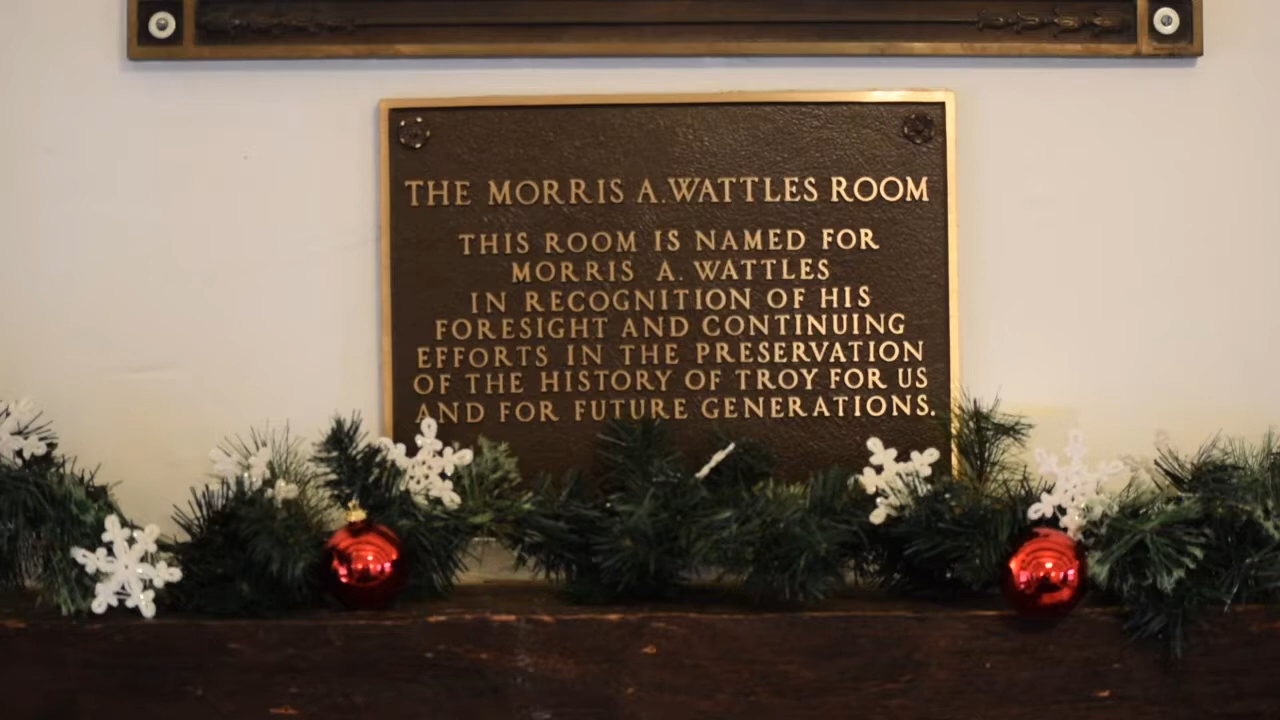 THE MORRIS A. WATTLES ROOM
THIS ROOM IS NAMED FOR
MORRIS A. WATTLES
IN RECOGNITION OF HIS
FORESIGHT AND CONTINUING
EFFORTS IN THE PRESERVATION
OF THE HISTORY OF TROY FOR US
AND FOR FUTURE GENERATIONS.